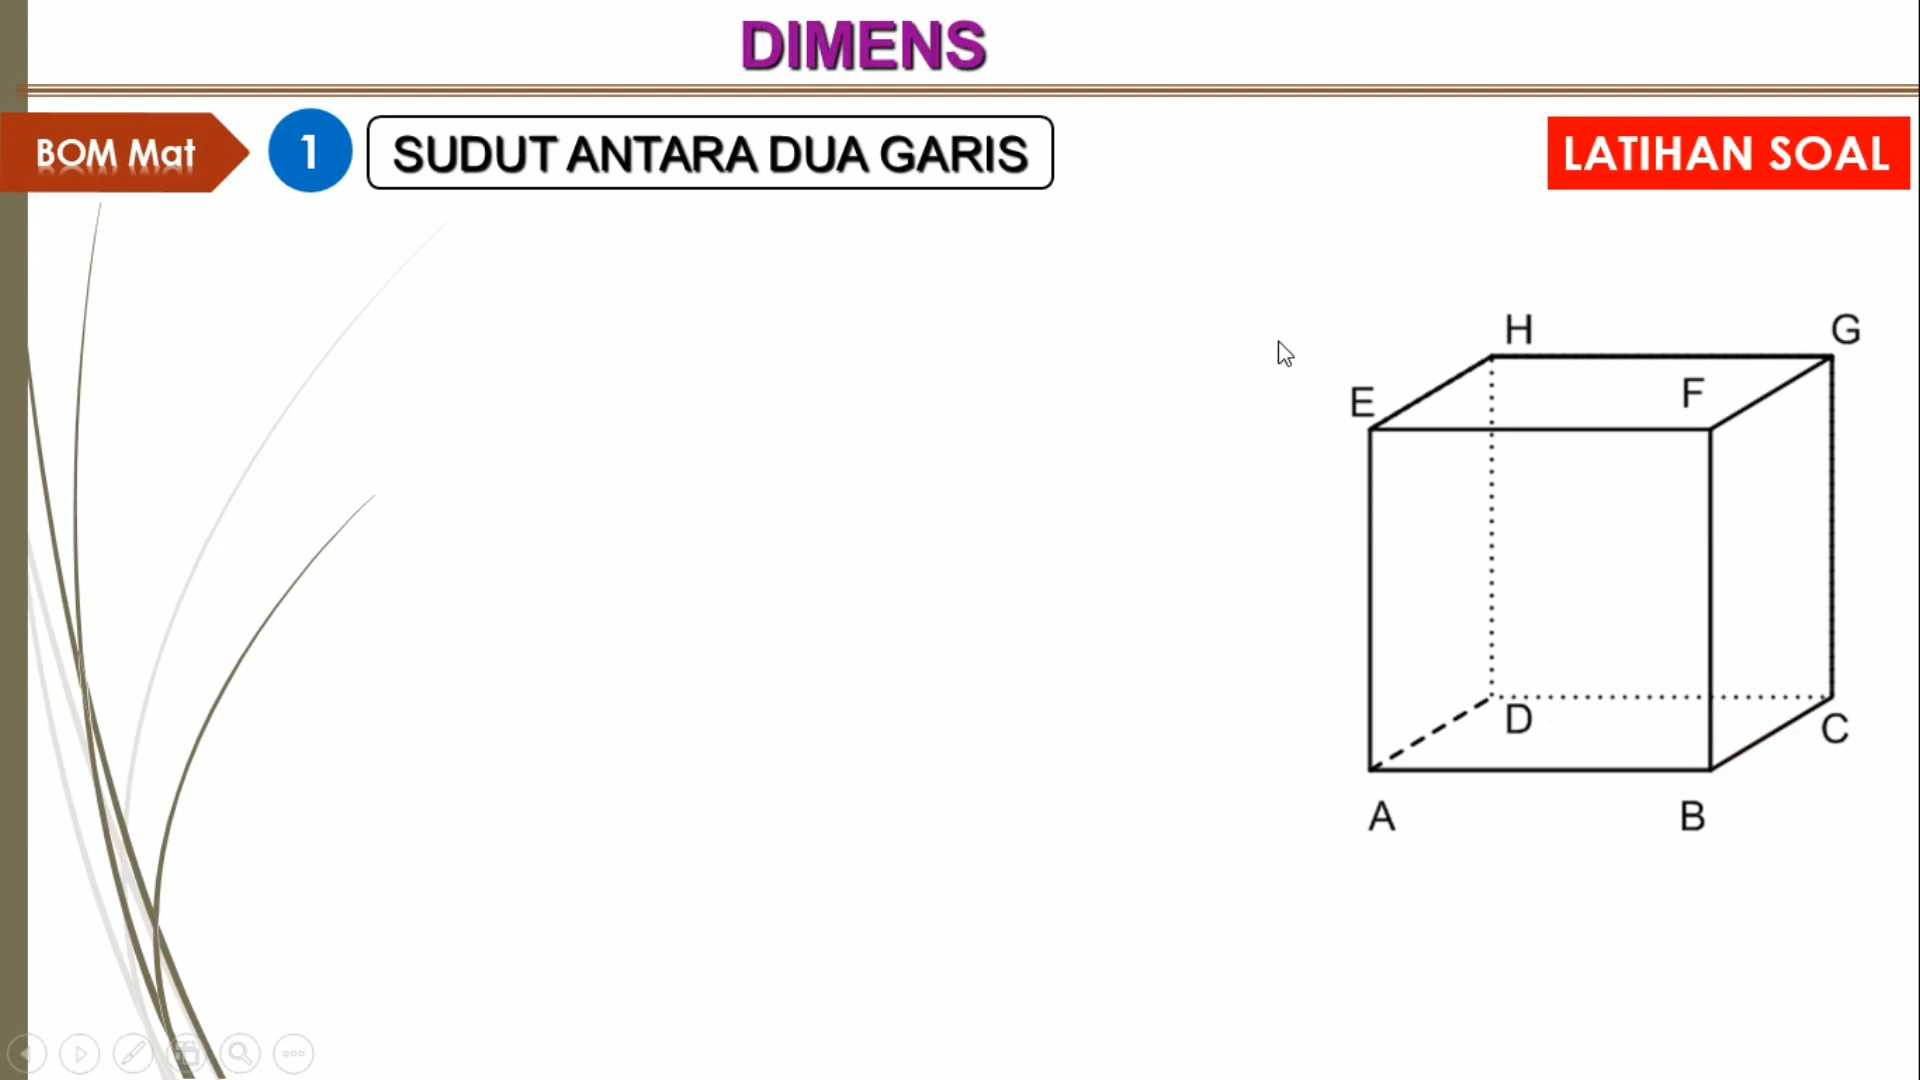 DIMENS
BOM Mat
1
SUDUT ANTARA DUA GARIS
LATIHAN SOAL
H
G
E
F
D
C
A
B